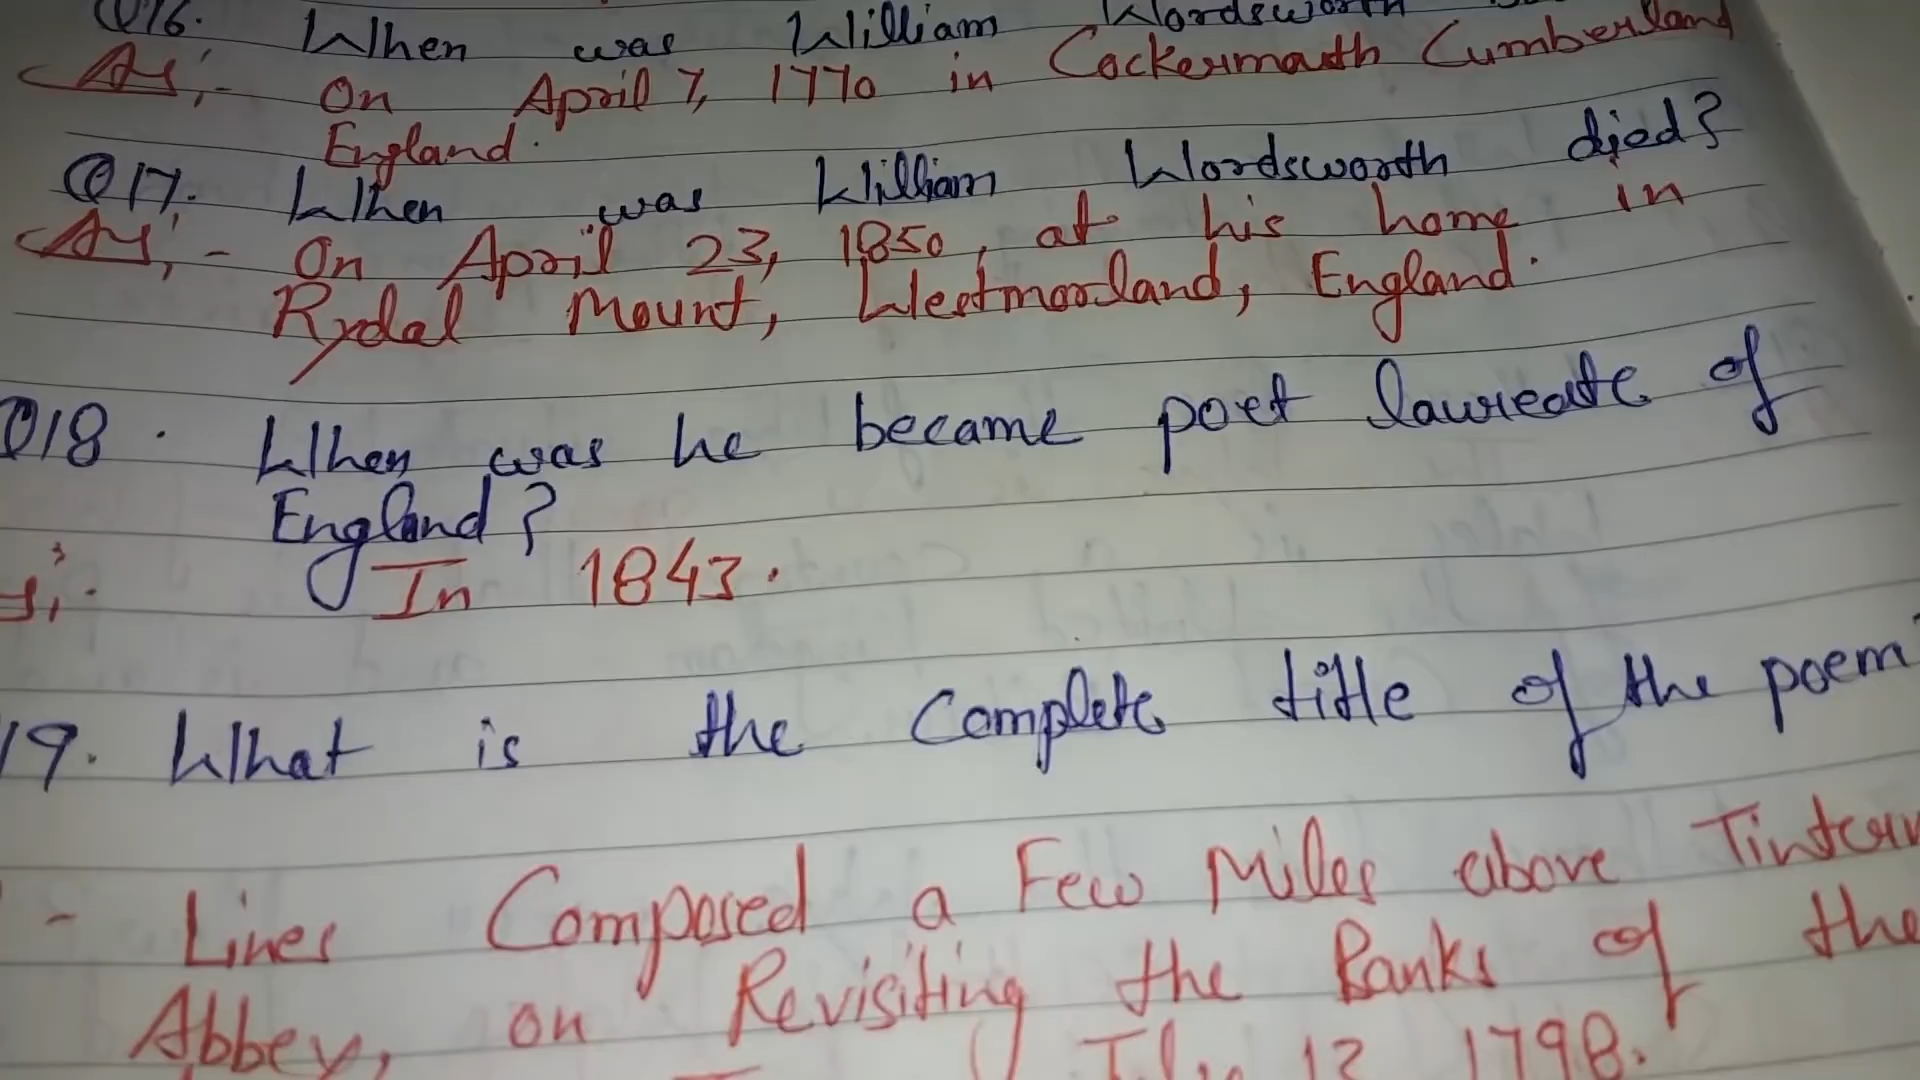 Q16. When was William Wordsworth
Ans:- On April 7, 1770 in Cockermouth Cumberland
England.
Q17. When was William Wordsworth died?
Ans:- On April 23, 1850, at his home in
Rydal Mount, Westmorland, England.
Q18. When was he became poet laureate of
England?
In 1843.
19. What is the Complete title of the poem
- Lines Composed a Few Miles above Tintern
Abbey, on Revisiting the Banks of the
1798.